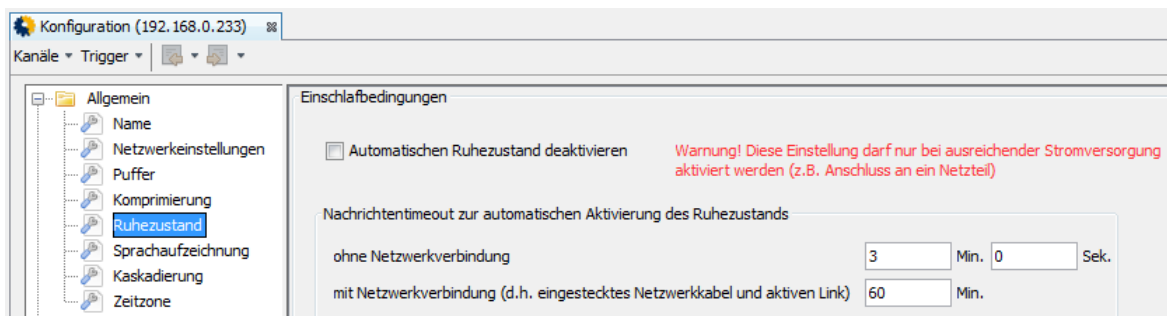 Konfiguration (192.168.0.233)
Kanäle Trigger
Allgemein
Name
Netzwerkeinstellungen
Puffer
Komprimierung
Ruhezustand
Sprachaufzeichnung
Kaskadierung
Zeitzone
Einschlafbedingungen
Automatischen Ruhezustand deaktivieren
Warnung! Diese Einstellung darf nur bei ausreichender Stromversorgung
aktiviert werden (z.B. Anschluss an ein Netzteil)
Nachrichtentimeout zur automatischen Aktivierung des Ruhezustands
ohne Netzwerkverbindung 3 Min. 0 Sek.
mit Netzwerkverbindung (d.h. eingestecktes Netzwerkkabel und aktiven Link) 60 Min.